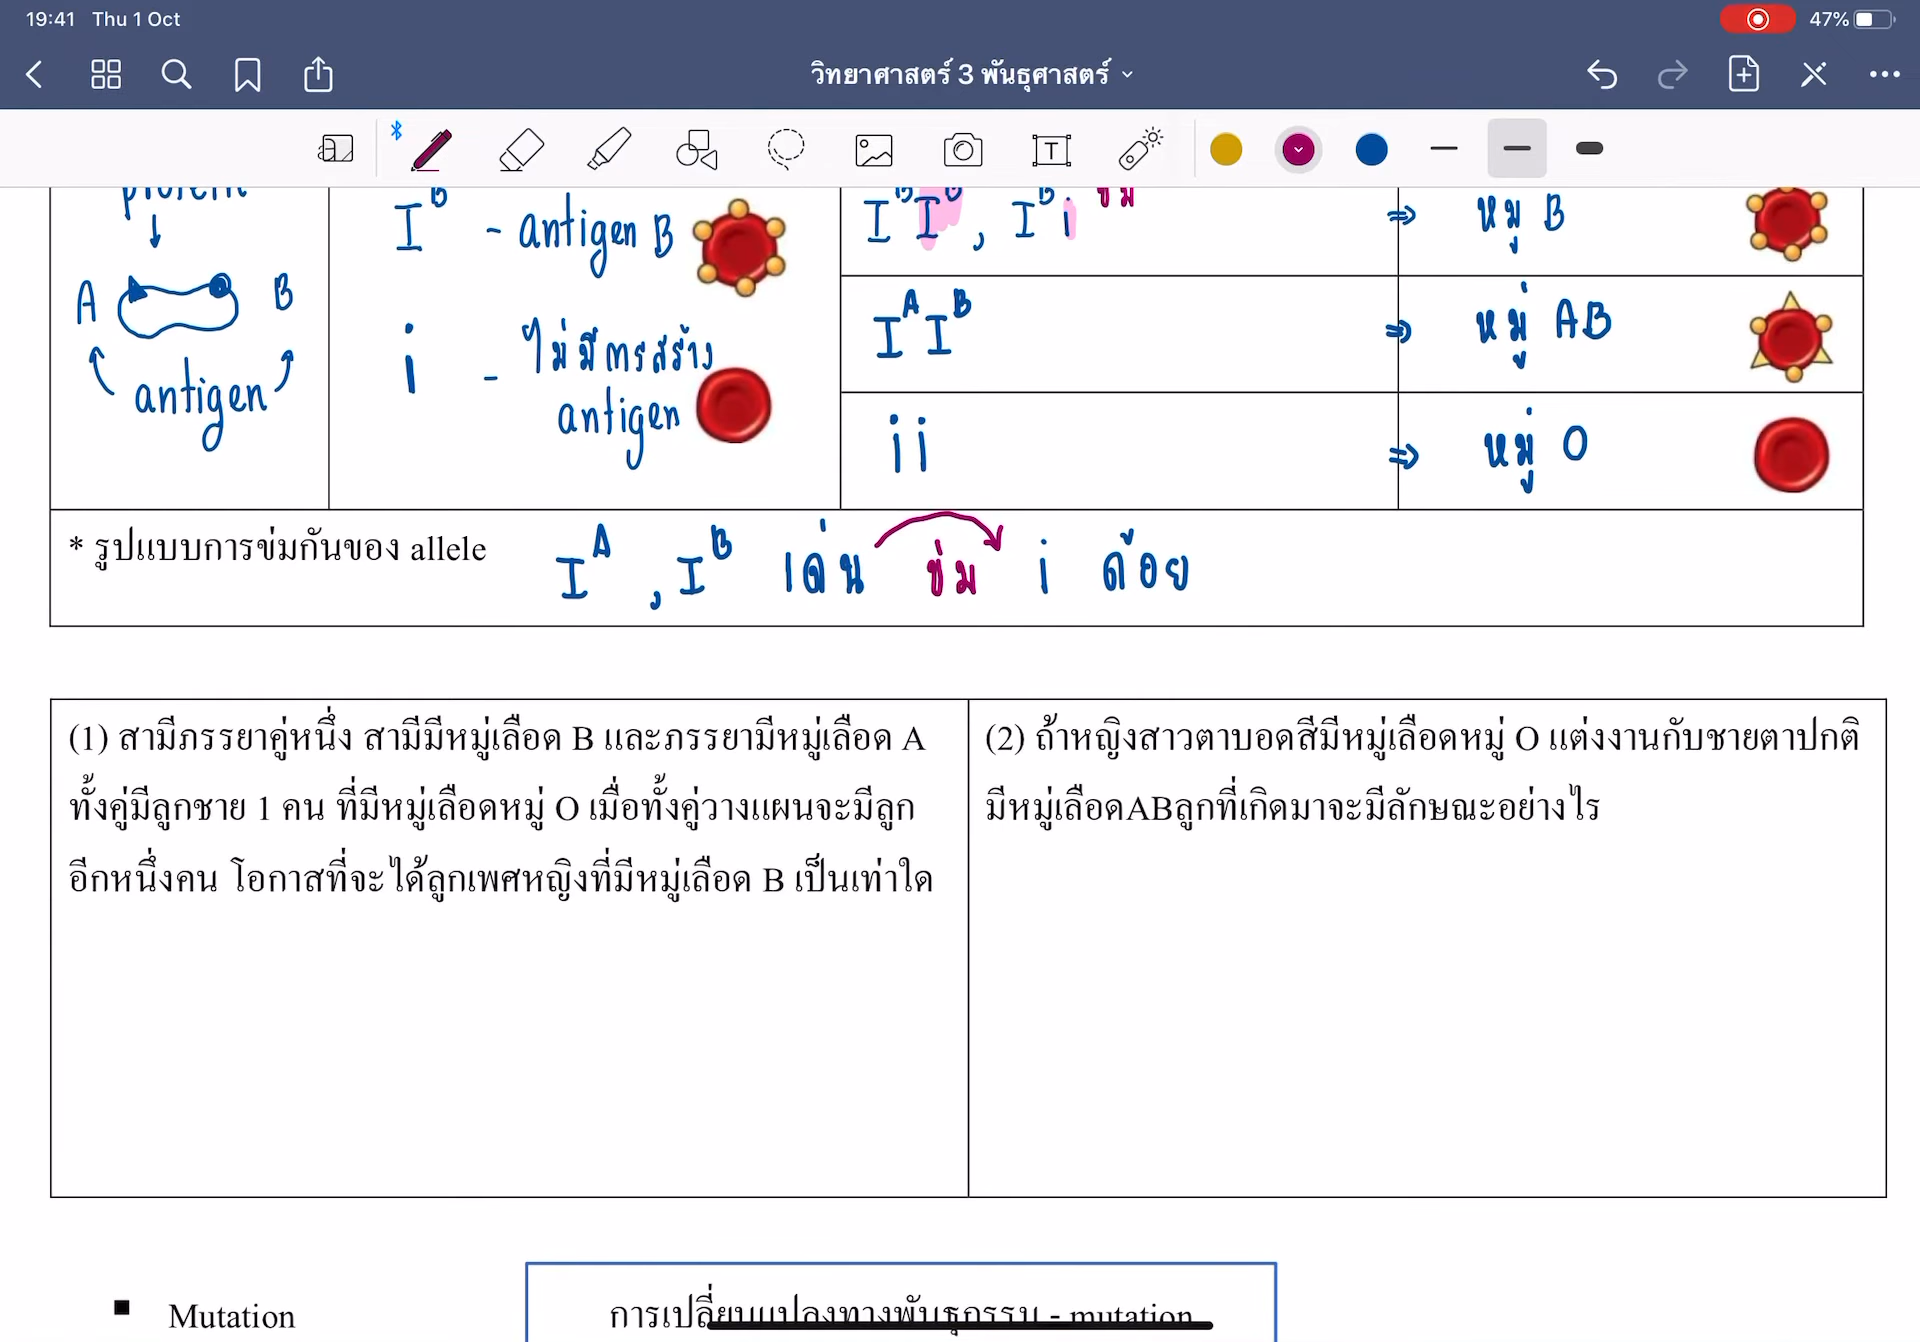 19:41 Thu 1 Oct
47%
วิทยาศาสตร์ 3 พันธุศาสตร์
A B
antigen
I^B - antigen B
i - ไม่มีการสร้าง
antigen
I^B I^B , I^B i ข่ม ⇒ หมู่ B
I^A I^B ⇒ หมู่ AB
ii ⇒ หมู่ O
* รูปแบบการข่มกันของ allele I^A , I^B เด่น ข่ม i ด้อย
(1) สามีภรรยาคู่หนึ่ง สามีมีหมู่เลือด B และภรรยามีหมู่เลือด A
ทั้งคู่มีลูกชาย 1 คน ที่มีหมู่เลือดหมู่ O เมื่อทั้งคู่วางแผนจะมีลูก
อีกหนึ่งคน โอกาสที่จะได้ลูกเพศหญิงที่มีหมู่เลือด B เป็นเท่าใด
(2) ถ้าหญิงสาวตาบอดสีมีหมู่เลือดหมู่ O แต่งงานกับชายตาปกติ
มีหมู่เลือดABลูกที่เกิดมาจะมีลักษณะอย่างไร
▪ Mutation
การเปลี่ยนแปลงทางพันธุกรรม - mutation